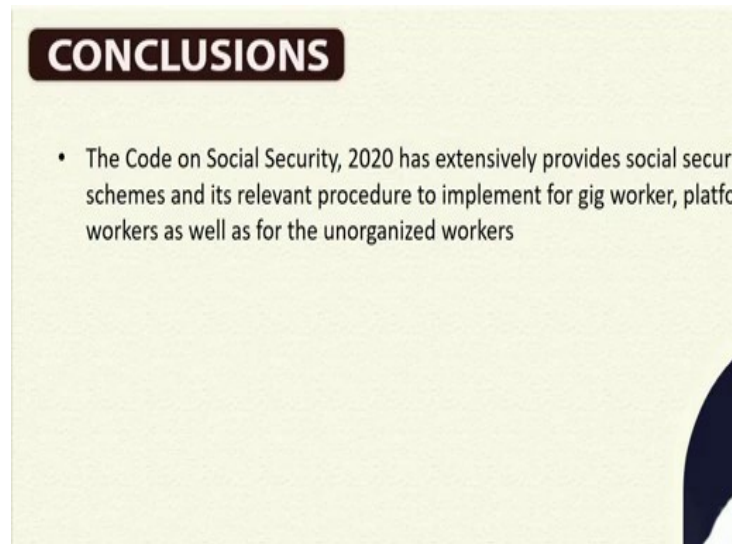 CONCLUSIONS
• The Code on Social Security, 2020 has extensively provides social secur
schemes and its relevant procedure to implement for gig worker, platfo
workers as well as for the unorganized workers